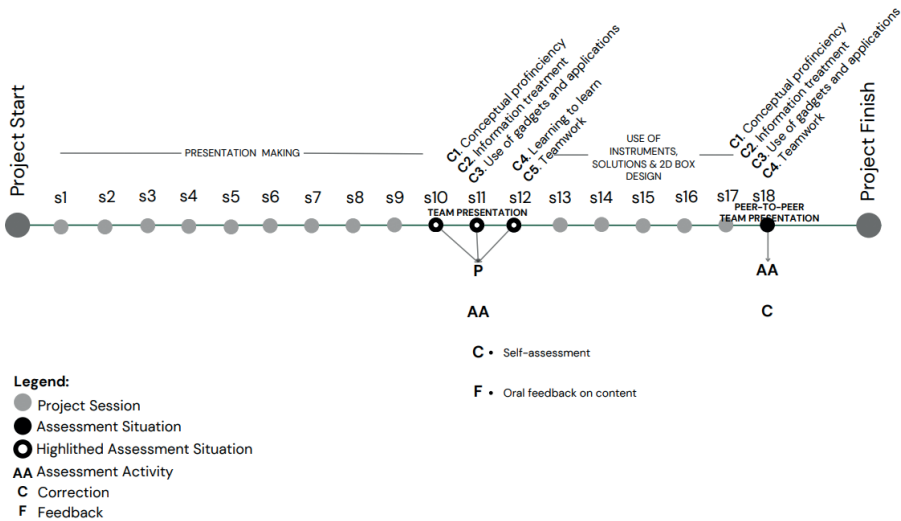 Project Start
PRESENTATION MAKING
s1
s2
s3
s4
s5
s6
s7
s8
s9
s10
s11
s12
s13
s14
s15
s16
s17
s18
C1. Conceptual profinciency
C2. Information treatment
C3. Use of gadgets and applications
C4. Learning to learn
C5. Teamwork
TEAM PRESENTATION
USE OF
INSTRUMENTS,
SOLUTIONS & 2D BOX
DESIGN
C1. Conceptual profinciency
C2. Information treatment
C3. Use of gadgets and applications
C4. Teamwork
PEER-TO-PEER
TEAM PRESENTATION
Project Finish
P
AA
C • Self-assessment
F • Oral feedback on content
AA
C
Legend:
Project Session
Assessment Situation
Highlithed Assessment Situation
AA Assessment Activity
C Correction
F Feedback